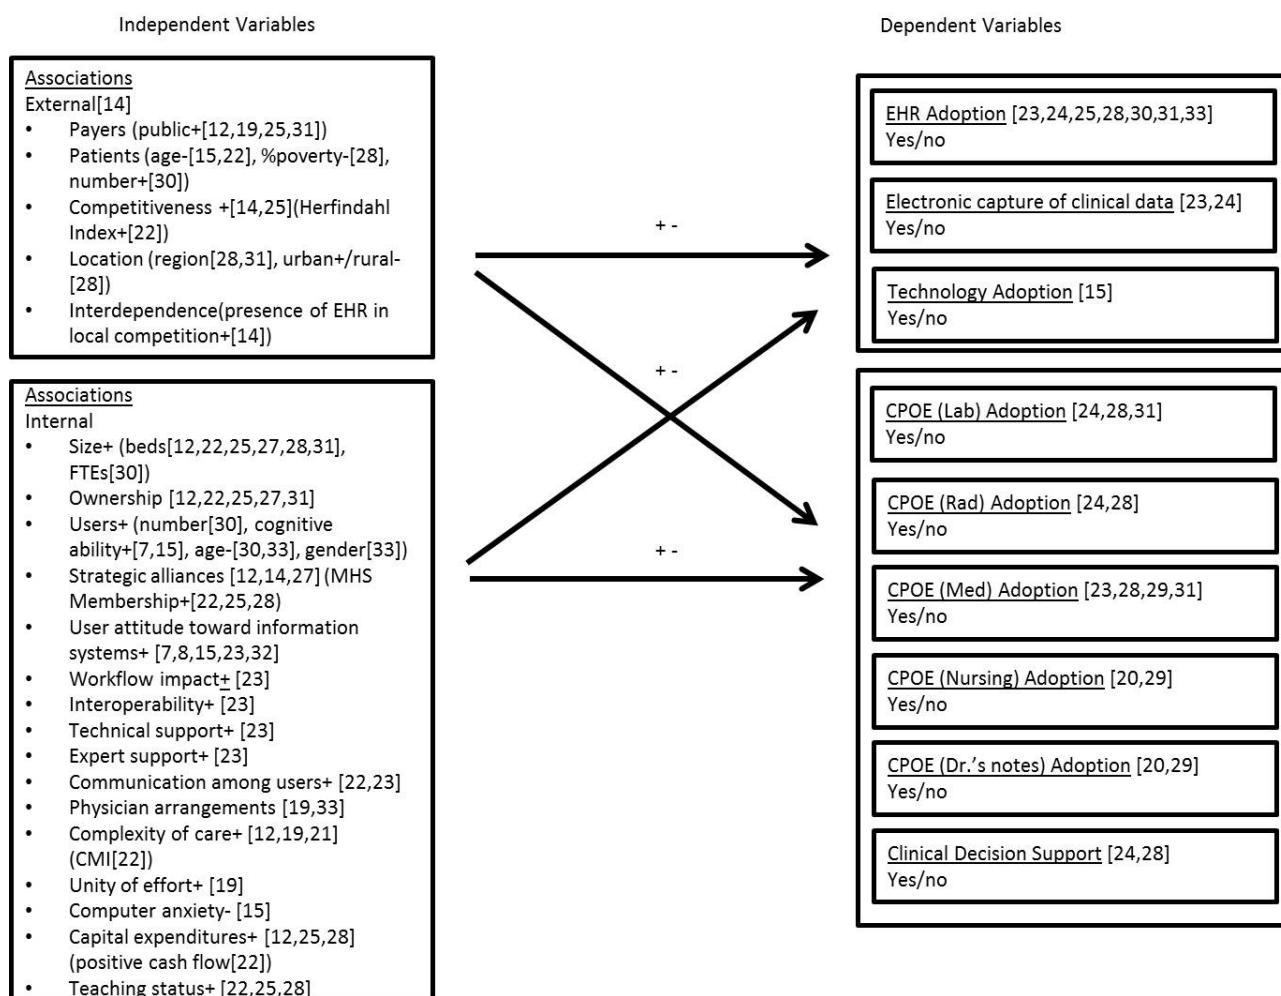 Independent Variables
Dependent Variables
Associations
External[14]
• Payers (public+[12,19,25,31])
• Patients (age-[15,22], %poverty-[28],
number+[30])
• Competitiveness +[14,25](Herfindahl
Index+[22])
• Location (region[28,31], urban+/rural-
[28])
• Interdependence(presence of EHR in
local competition+[14])
Associations
Internal
• Size+ (beds[12,22,25,27,28,31],
FTEs[30])
• Ownership [12,22,25,27,31]
• Users+ (number[30], cognitive
ability+[7,15], age-[30,33], gender[33])
• Strategic alliances [12,14,27] (MHS
Membership+[22,25,28)
• User attitude toward information
systems+ [7,8,15,23,32]
• Workflow impact+ [23]
• Interoperability+ [23]
• Technical support+ [23]
• Expert support+ [23]
• Communication among users+ [22,23]
• Physician arrangements [19,33]
• Complexity of care+ [12,19,21]
(CMI[22])
• Unity of effort+ [19]
• Computer anxiety- [15]
• Capital expenditures+ [12,25,28]
(positive cash flow[22])
• Teaching status+ [22,25,28]
+ -
+ -
+ -
EHR Adoption [23,24,25,28,30,31,33]
Yes/no
Electronic capture of clinical data [23,24]
Yes/no
Technology Adoption [15]
Yes/no
CPOE (Lab) Adoption [24,28,31]
Yes/no
CPOE (Rad) Adoption [24,28]
Yes/no
CPOE (Med) Adoption [23,28,29,31]
Yes/no
CPOE (Nursing) Adoption [20,29]
Yes/no
CPOE (Dr.'s notes) Adoption [20,29]
Yes/no
Clinical Decision Support [24,28]
Yes/no